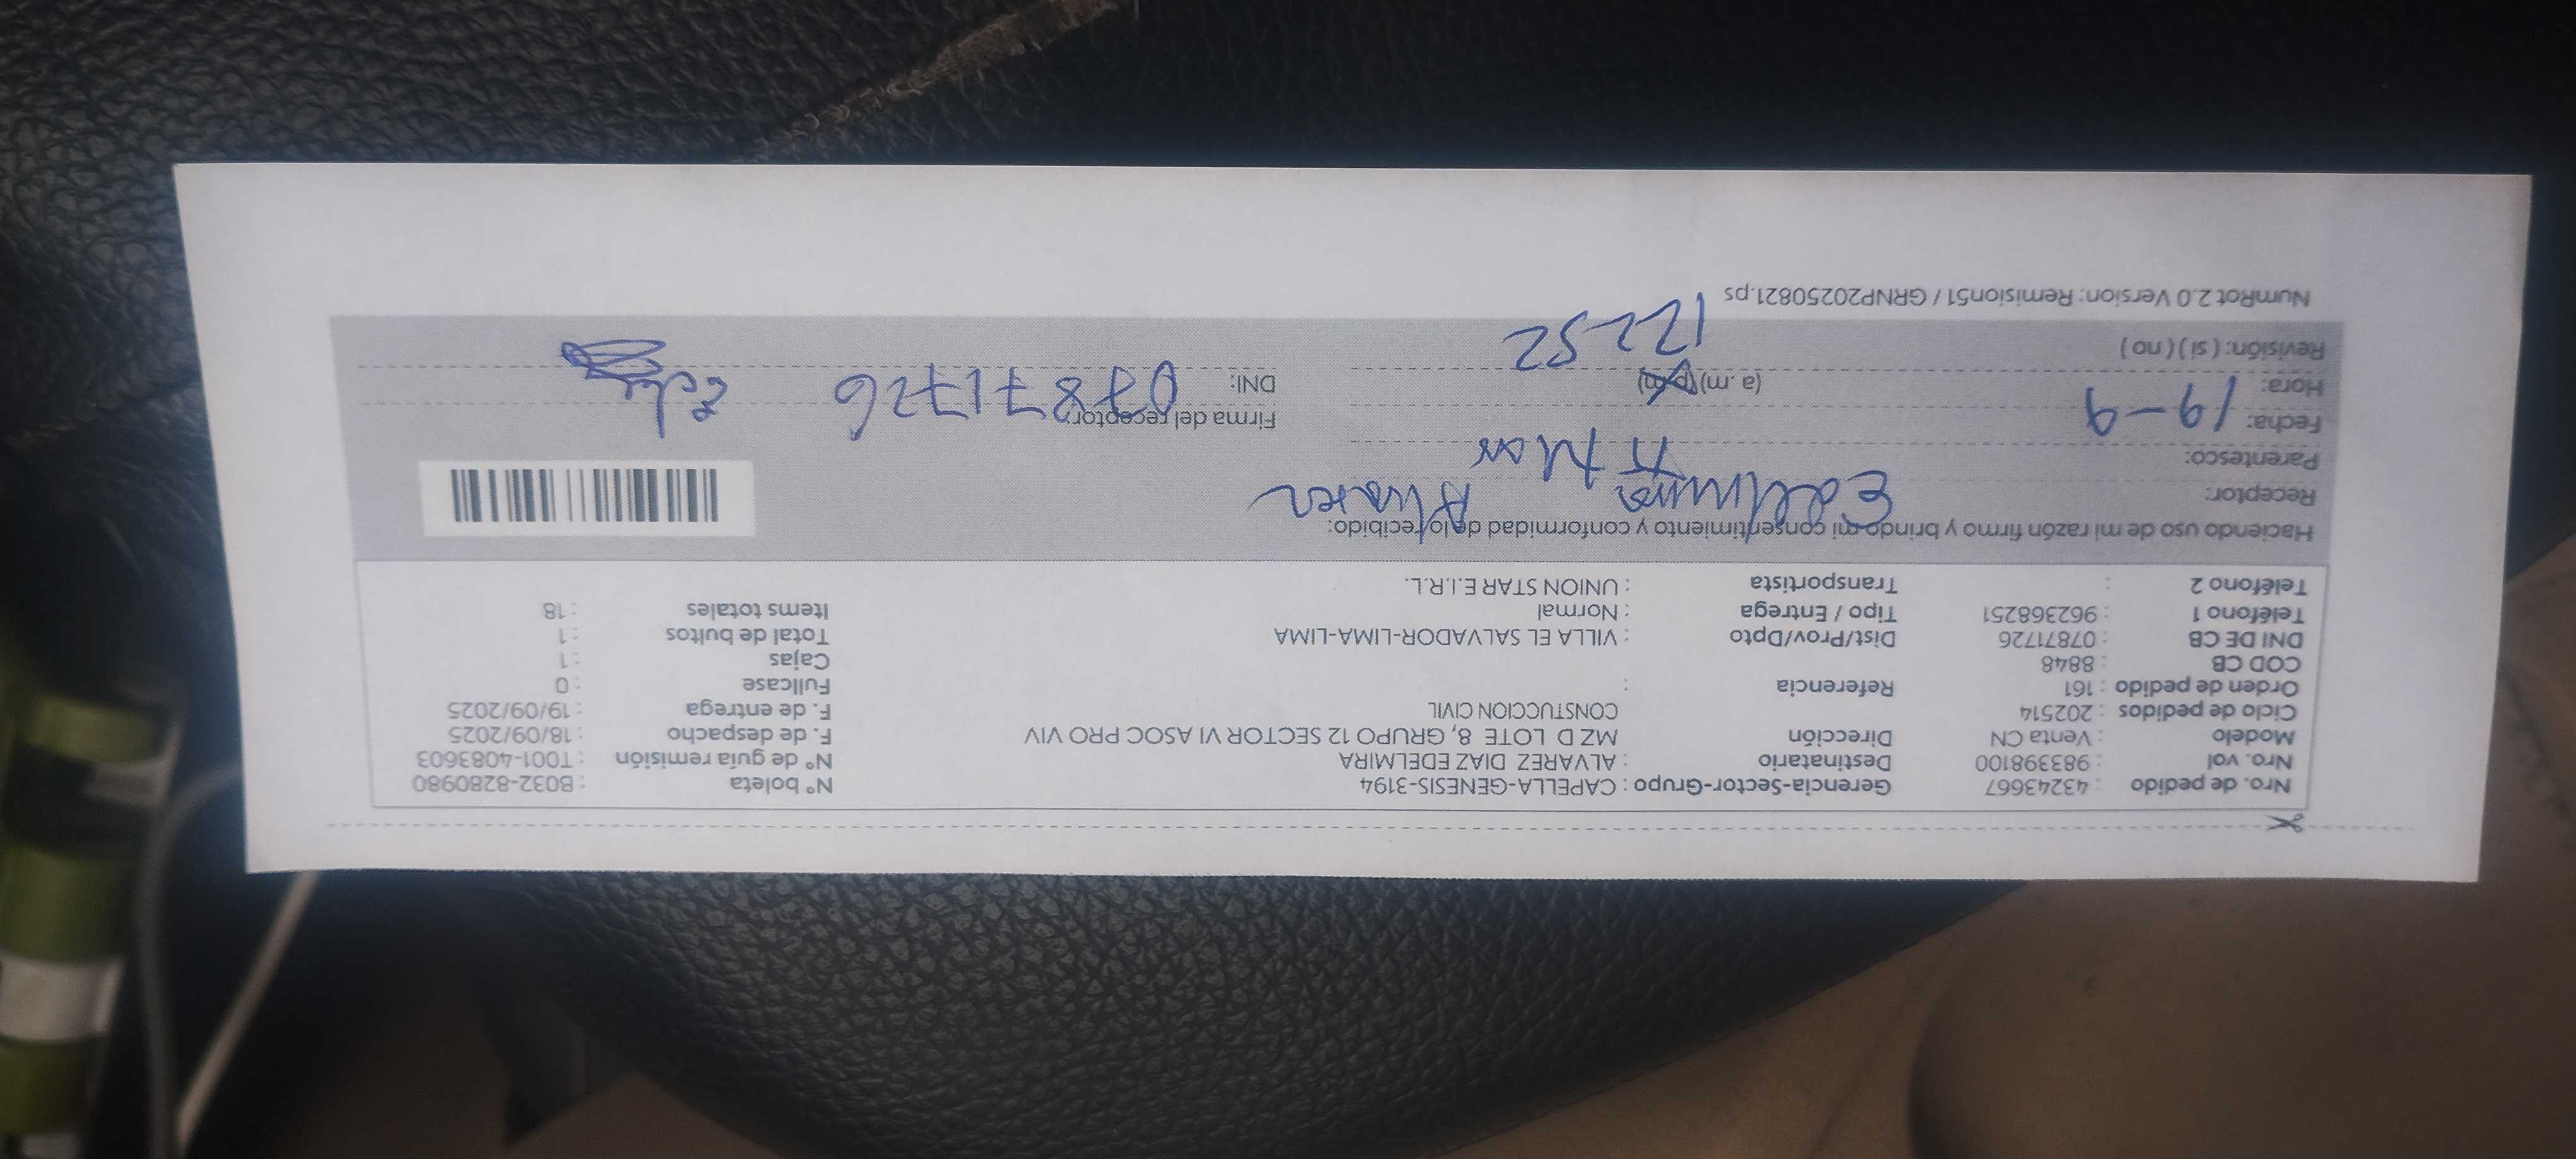 Nro. de pedido : 43243667 Gerencia-Sector-Grupo : CAPELLA-GENESIS-3194 N° boleta : B032-8280980
Nro. vol : 983398100 Destinatario : ALVAREZ DIAZ EDELMIRA N° de guía remisión : T001-4083603
Modelo : Venta CN Dirección MZ D LOTE 8, GRUPO 12 SECTOR VI ASOC PRO VIV F. de despacho : 18/09/2025
Ciclo de pedidos : 202514 CONSTUCCION CIVIL F. de entrega : 19/09/2025
Orden de pedido : 161 Referencia : Fullcase : 0
COD CB : 8848 Cajas : 1
DNI DE CB : 07871726 Dist/Prov/Dpto : VILLA EL SALVADOR-LIMA-LIMA Total de bultos : 1
Teléfono 1 : 962368251 Tipo / Entrega : Normal Items totales : 18
Teléfono 2 : Transportista : UNION STAR E.I.R.L.
Haciendo uso de mi razón firmo y brindo mi consentimiento y conformidad de lo recibido:
Receptor: Edelmira Alvarez
Parentesco:
Fecha: 19-9 Firma del receptor:
Hora: (a. m) (p. m) 1252 DNI: 07871726
Revisión: ( sí ) ( no )
NumRot 2.0 Version: Remision51 / GRNP20250821.ps